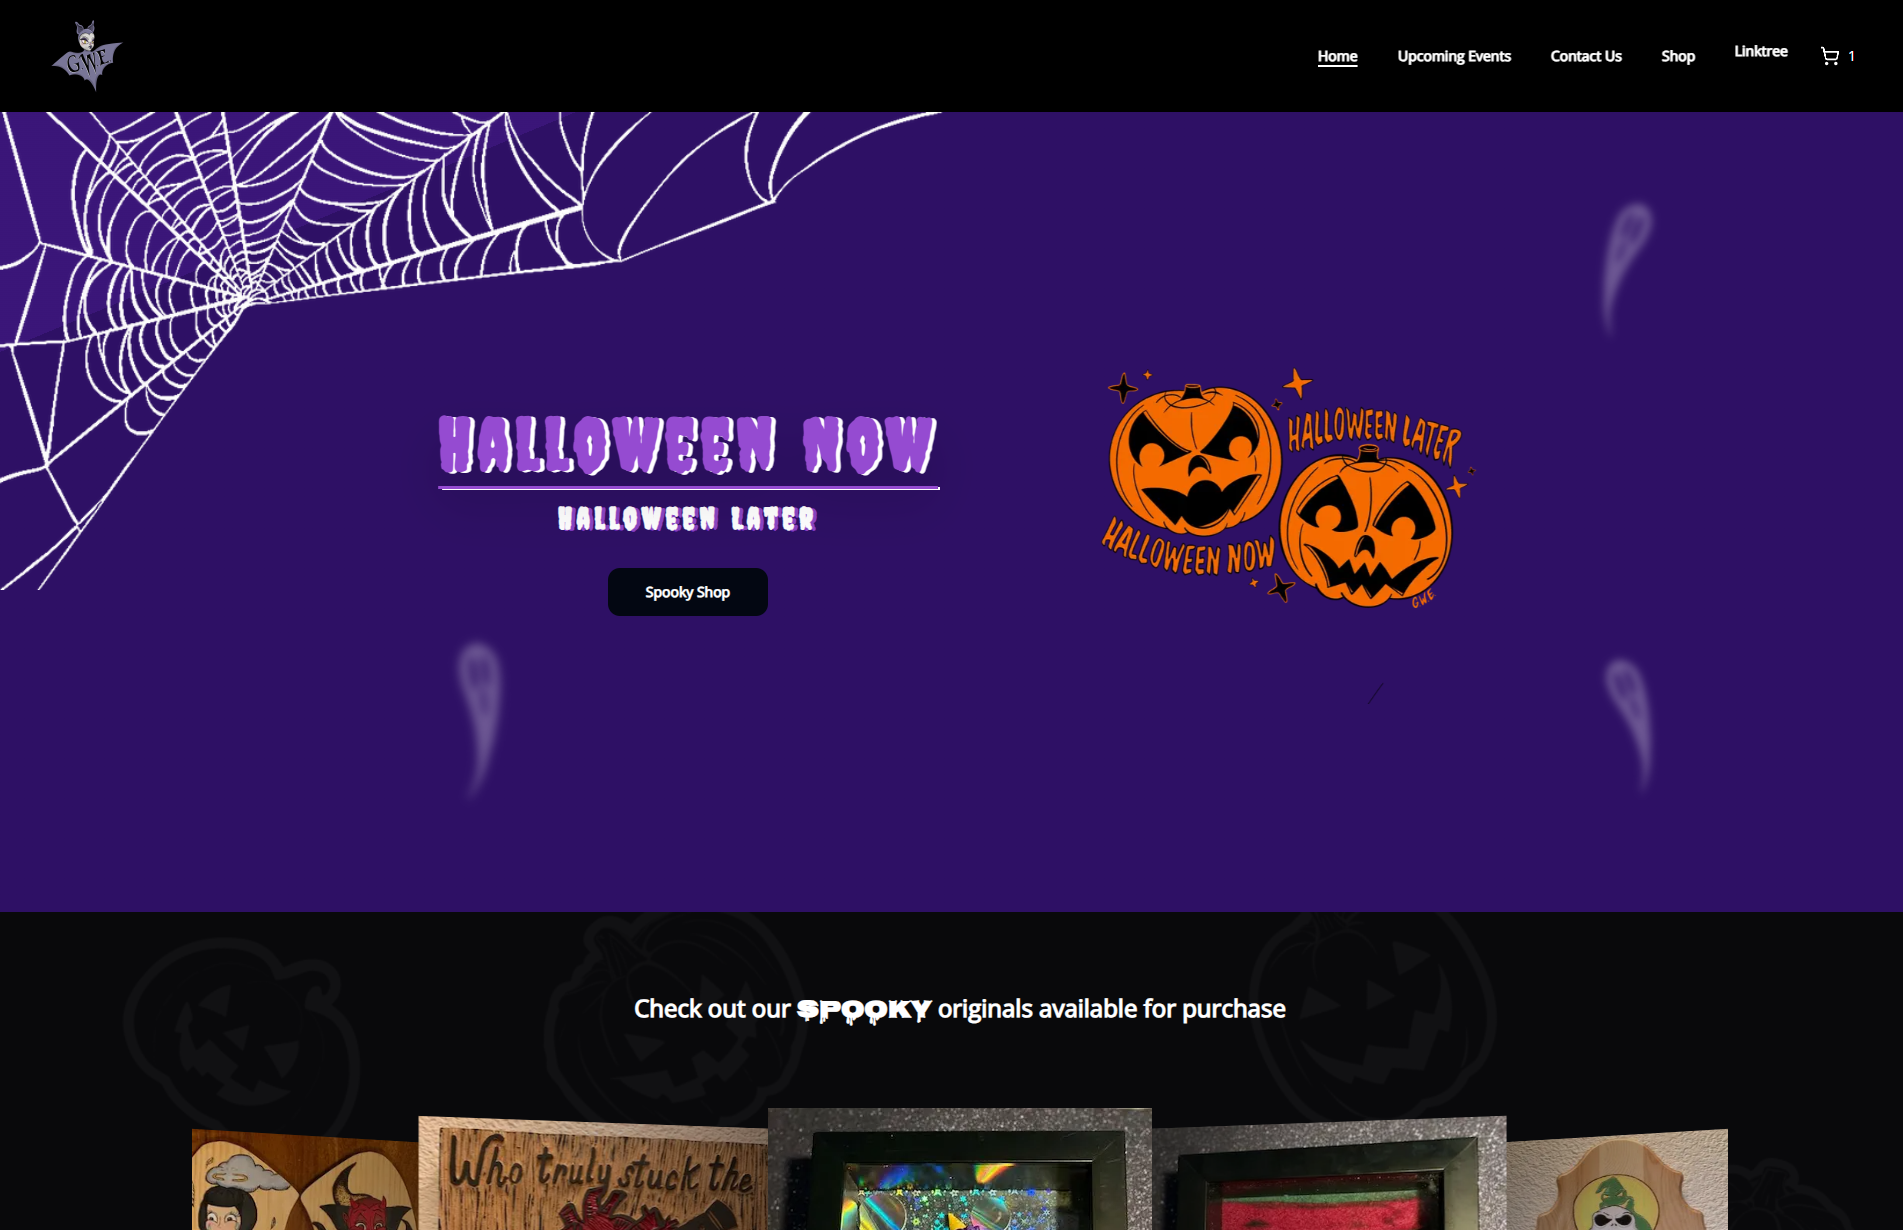 GWE
Home
Upcoming Events
Contact Us
Shop
Linktree
1
HALLOWEEN NOW
HALLOWEEN LATER
Spooky Shop
HALLOWEEN LATER
HALLOWEEN NOW
GWE
Check out our SPOOKY originals available for purchase
Who truly stuck the